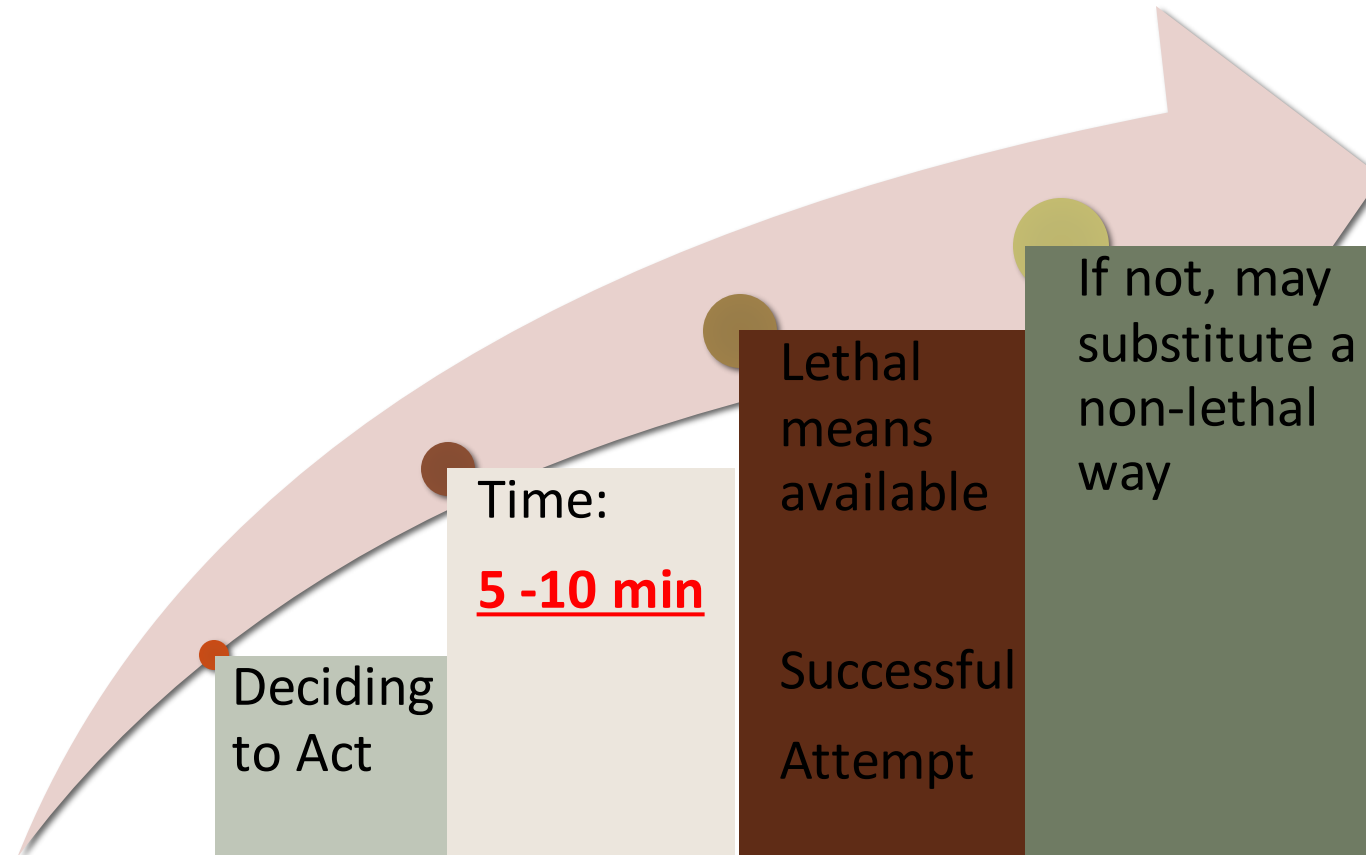 Deciding
to Act
Time:
5 -10 min
Lethal
means
available
Successful
Attempt
If not, may
substitute a
non-lethal
way